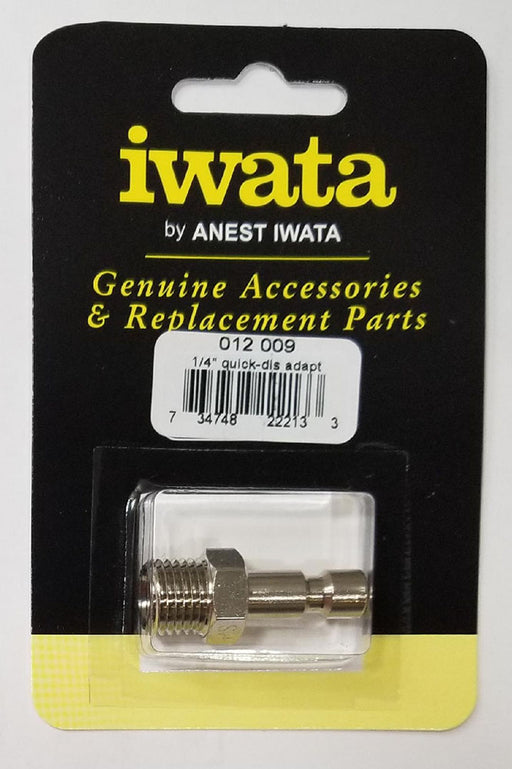 iwata
by ANEST IWATA
Genuine Accessories
& Replacement Parts
012 009
1/4" quick-dis adapt
7 34748 22213 3